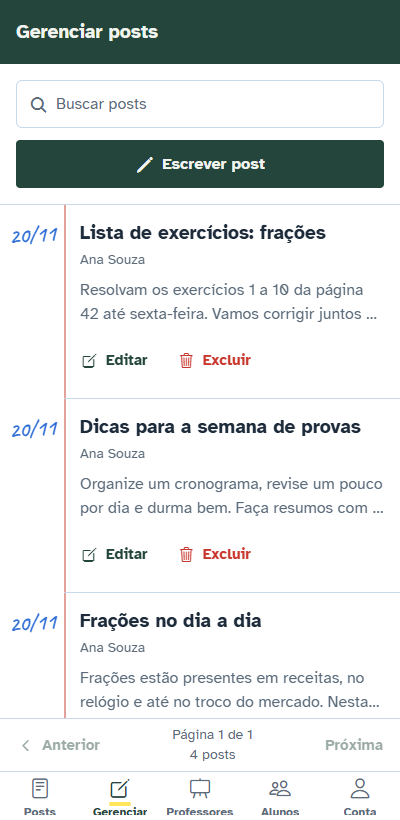 Gerenciar posts
Buscar posts
Escrever post
20/11
Lista de exercícios: frações
Ana Souza
Resolvam os exercícios 1 a 10 da página
42 até sexta-feira. Vamos corrigir juntos ...
Editar
Excluir
20/11
Dicas para a semana de provas
Ana Souza
Organize um cronograma, revise um pouco
por dia e durma bem. Faça resumos com ...
Editar
Excluir
20/11
Frações no dia a dia
Ana Souza
Frações estão presentes em receitas, no
relógio e até no troco do mercado. Nesta...
Anterior
Página 1 de 1
4 posts
Próxima
Posts
Gerenciar
Professores
Alunos
Conta